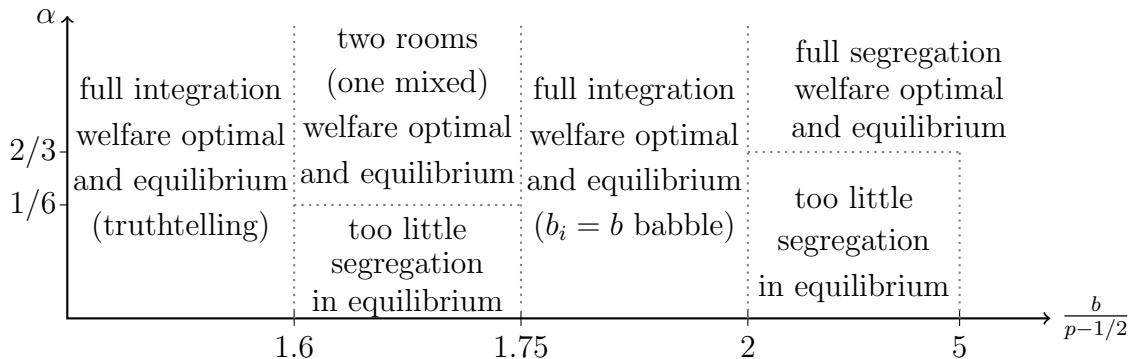 α
full integration
welfare optimal
and equilibrium
(truthtelling)
two rooms
(one mixed)
welfare optimal
and equilibrium
too little
segregation
in equilibrium
full integration
welfare optimal
and equilibrium
(b_i = b babble)
full segregation
welfare optimal
and equilibrium
too little
segregation
in equilibrium
2/3
1/6
1.6
1.75
2
5
b
p−1/2